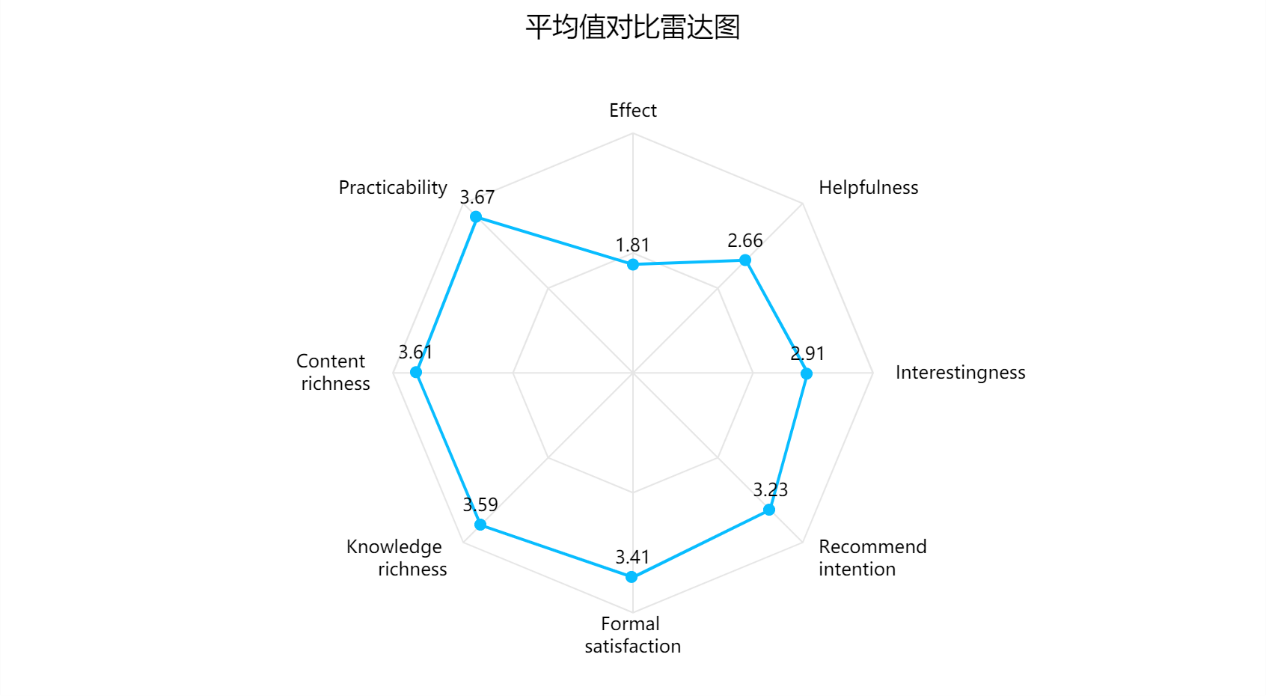 平均值对比雷达图
Effect
Practicability
Helpfulness
3.67
1.81
2.66
Content
richness
3.61
2.91
Interestingness
3.59
3.23
Knowledge
richness
3.41
Recommend
intention
Formal
satisfaction